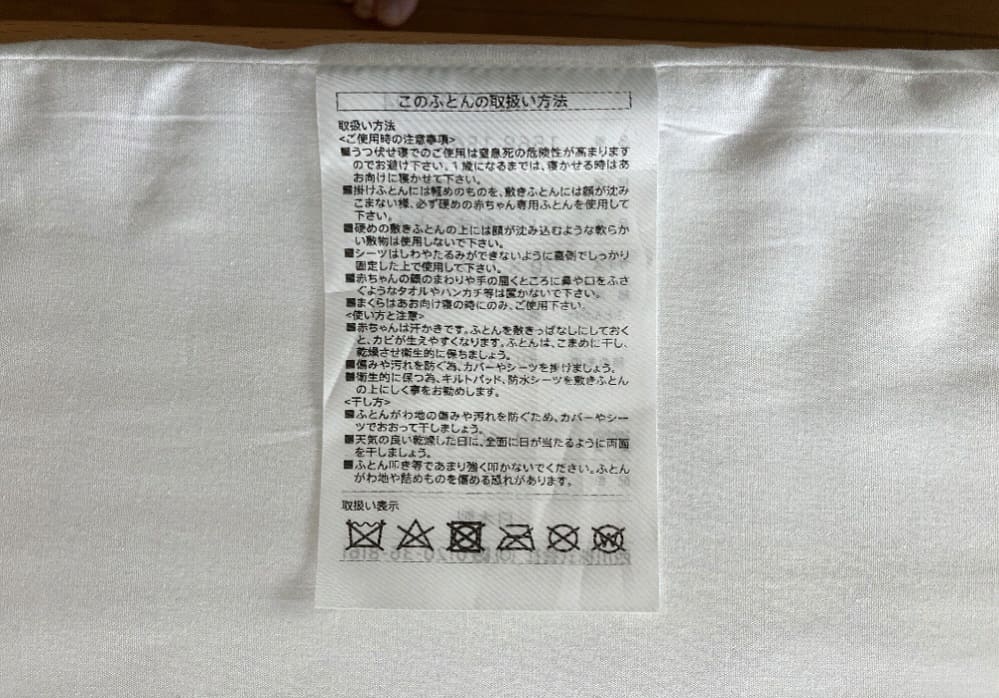 このふとんの取扱い方法
取扱い方法
<ご使用時の注意事項>
■うつ伏せ寝でのご使用は窒息死の危険性が高まります
のでお避け下さい。1歳になるまでは、寝かせる時はあ
お向けに寝かせて下さい。
■掛けふとんには軽めのものを、敷きふとんには顔が沈み
こまない様、必ず硬めの赤ちゃん専用ふとんを使用して
下さい。
■硬めの敷きふとんの上には顔が沈み込むような軟らか
い敷物は使用しないで下さい。
■シーツはしわやたるみができないように裏側でしっかり
固定した上で使用して下さい。
■赤ちゃんの顔のまわりや手の届くところに鼻や口をふさ
ぐようなタオルやハンカチ等は置かないで下さい。
■まくらはあお向け寝の時にのみ、ご使用下さい。
<使い方と注意>
■赤ちゃんは汗かきです。ふとんを敷きっぱなしにしておく
と、カビが生えやすくなります。ふとんは、こまめに干し、
乾燥させ衛生的に保ちましょう。
■傷みや汚れを防ぐ為、カバーやシーツを掛けましょう。
■衛生的に保つ為、キルトパッド、防水シーツを敷きふとん
の上にしく事をお勧めします。
<干し方>
■ふとんがわ地の傷みや汚れを防ぐため、カバーやシー
ツでおおって干しましょう。
■天気の良い乾燥した日に、全面に日が当たるように両面
を干しましょう。
■ふとん叩き等であまり強く叩かないでください。ふとん
がわ地や詰めものを傷める恐れがあります。
取扱い表示
W